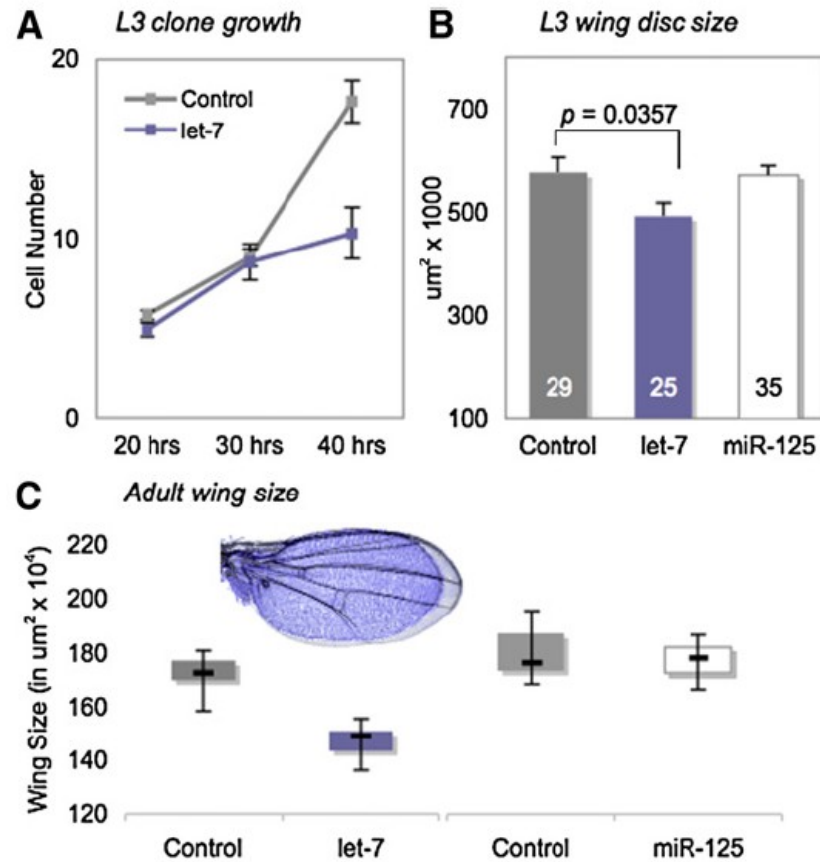 A L3 clone growth
20
10
0
Cell Number
Control
let-7
20 hrs 30 hrs 40 hrs
B L3 wing disc size
700
500
300
100
um² x 1000
p = 0.0357
29 25 35
Control let-7 miR-125
C Adult wing size
220
200
180
160
140
120
Wing Size (in um² x 10⁴)
Control let-7 Control miR-125